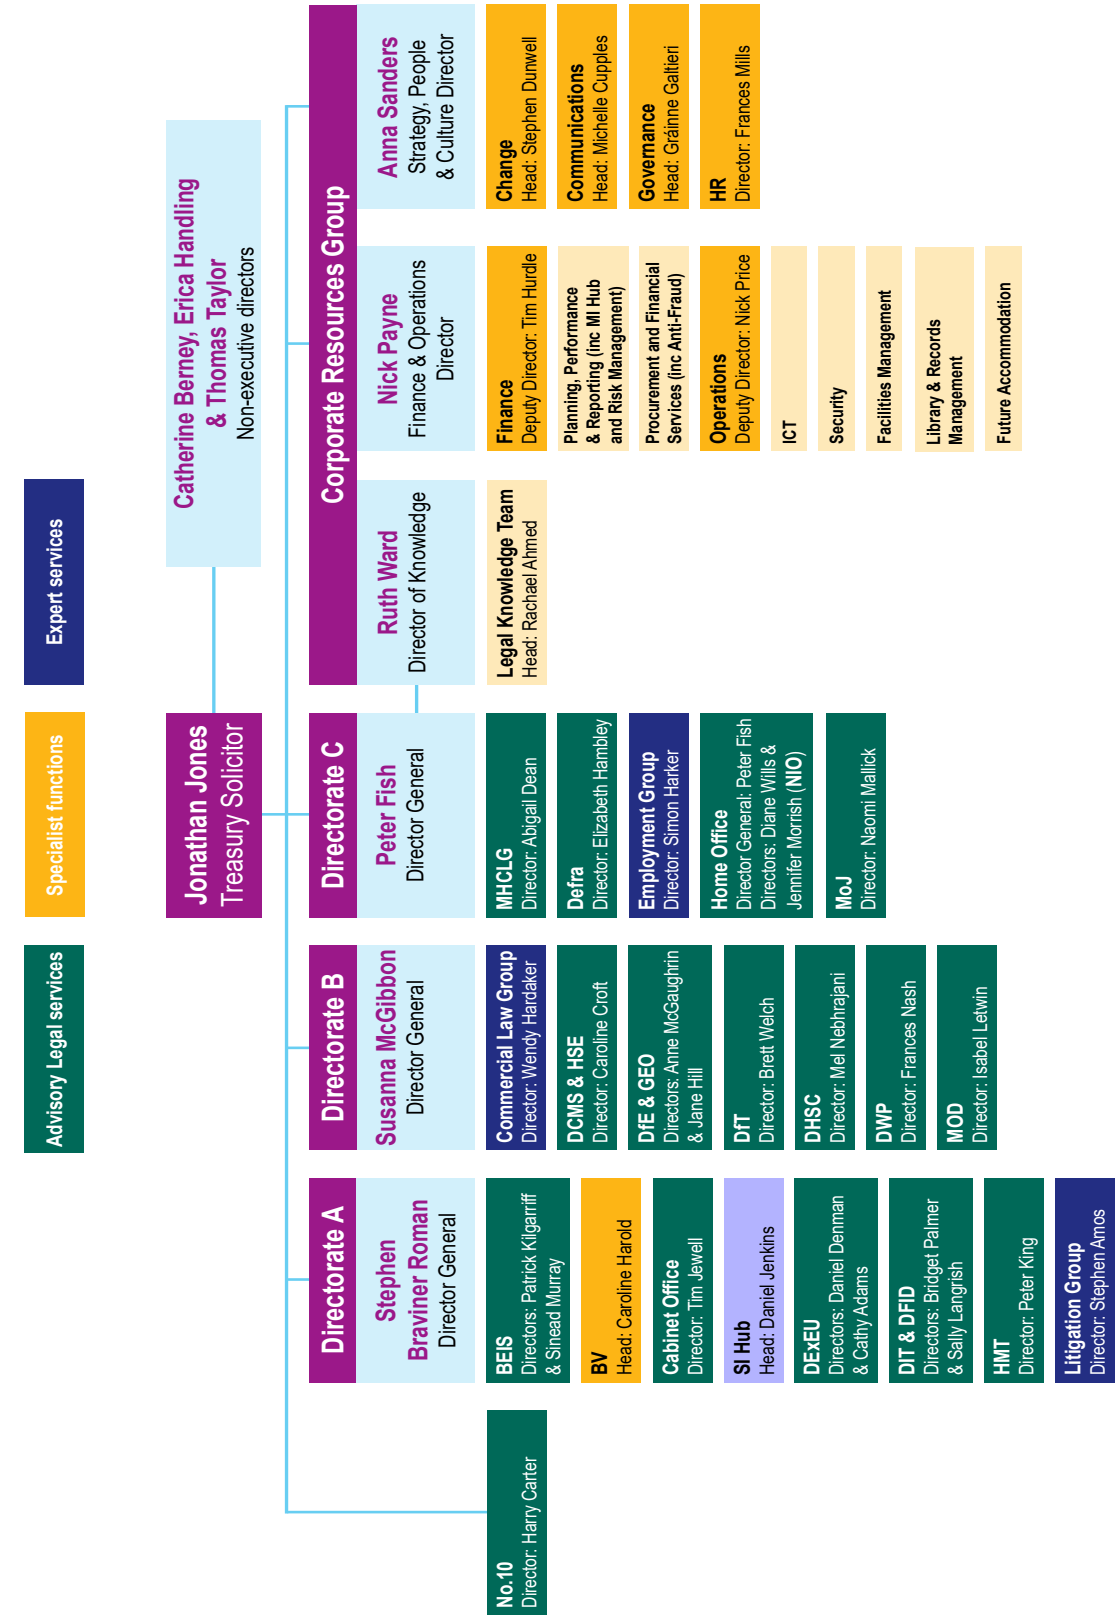 Advisory Legal services
Specialist functions
Expert services
Jonathan Jones
Treasury Solicitor
Catherine Berney, Erica Handling
& Thomas Taylor
Non-executive directors
No.10
Director: Harry Carter
Directorate A
Stephen
Braviner Roman
Director General
BEIS
Directors: Patrick Kilgarriff
& Sinead Murray
BV
Head: Caroline Harold
Cabinet Office
Director: Tim Jewell
SI Hub
Head: Daniel Jenkins
DExEU
Directors: Daniel Denman
& Cathy Adams
DIT & DFID
Directors: Bridget Palmer
& Sally Langrish
HMT
Director: Peter King
Litigation Group
Director: Stephen Amos
Directorate B
Susanna McGibbon
Director General
Commercial Law Group
Director: Wendy Hardaker
DCMS & HSE
Director: Caroline Croft
DfE & GEO
Directors: Anne McGaughrin
& Jane Hill
DfT
Director: Brett Welch
DHSC
Director: Mel Nebhrajani
DWP
Director: Frances Nash
MOD
Director: Isabel Letwin
Directorate C
Peter Fish
Director General
MHCLG
Director: Abigail Dean
Defra
Director: Elizabeth Hambley
Employment Group
Director: Simon Harker
Home Office
Director General: Peter Fish
Directors: Diane Wills &
Jennifer Morrish (NIO)
MoJ
Director: Naomi Mallick
Corporate Resources Group
Ruth Ward
Director of Knowledge
Legal Knowledge Team
Head: Rachael Ahmed
Nick Payne
Finance & Operations
Director
Finance
Deputy Director: Tim Hurdle
Planning, Performance
& Reporting (inc MI Hub
and Risk Management)
Procurement and Financial
Services (inc Anti-Fraud)
Operations
Deputy Director: Nick Price
ICT
Security
Facilities Management
Library & Records
Management
Future Accommodation
Anna Sanders
Strategy, People
& Culture Director
Change
Head: Stephen Dunwell
Communications
Head: Michelle Cupples
Governance
Head: Gráinne Galtieri
HR
Director: Frances Mills